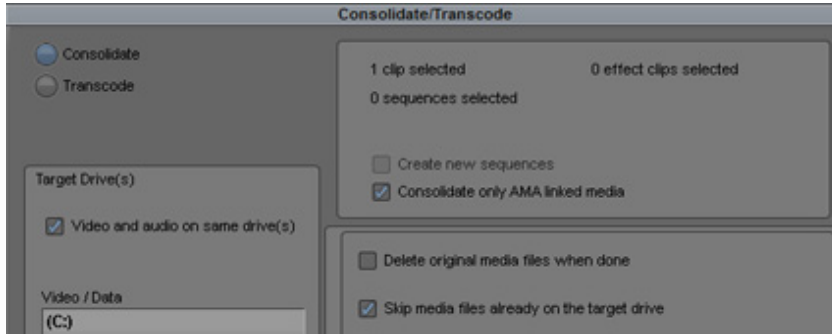 Consolidate/Transcode
Consolidate
Transcode
1 clip selected
0 effect clips selected
0 sequences selected
Create new sequences
Consolidate only AMA linked media
Target Drive(s)
Video and audio on same drive(s)
Video / Data
(C:)
Delete original media files when done
Skip media files already on the target drive